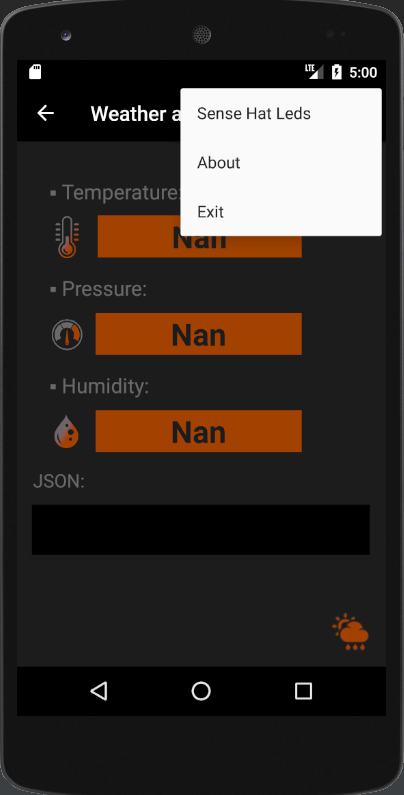 LTE 5:00
Weather a
Sense Hat Leds
About
Exit
▪ Temperature:
Nan
▪ Pressure:
Nan
▪ Humidity:
Nan
JSON: